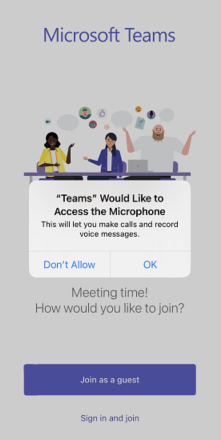 Microsoft Teams
“Teams” Would Like to
Access the Microphone
This will let you make calls and record
voice messages.
Don't Allow
OK
Meeting time!
How would you like to join?
Join as a guest
Sign in and join